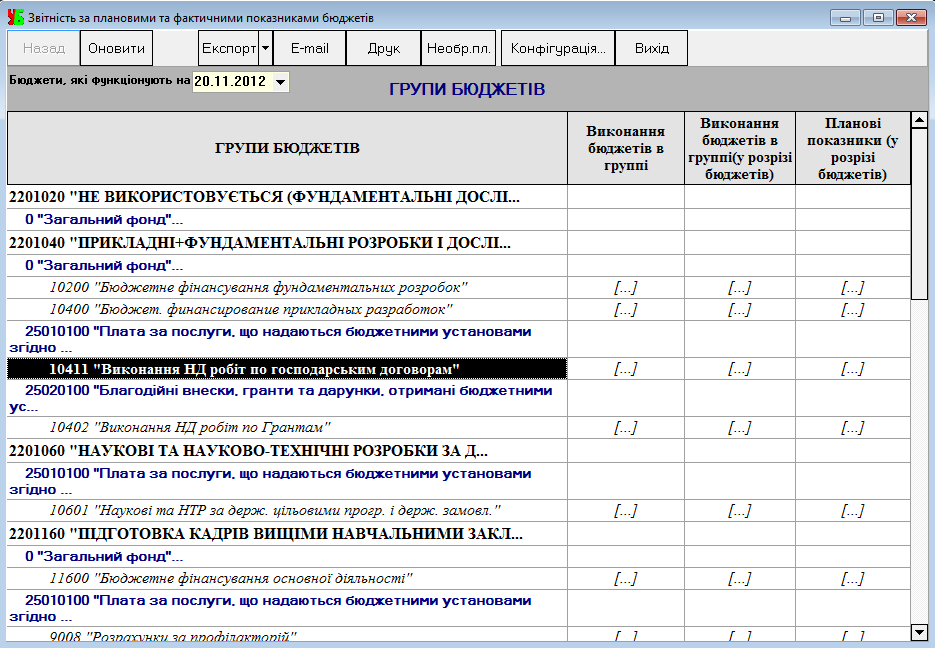 УБ Звітність за плановими та фактичними показниками бюджетів
Назад Оновити Експорт E-mail Друк Необр.пл. Конфігурація... Вихід
Бюджети, які функціонують на 20.11.2012
ГРУПИ БЮДЖЕТІВ
ГРУПИ БЮДЖЕТІВ
Виконання
бюджетів в
группі
Виконання
бюджетів в
группі(у розрізі
бюджетів)
Планові
показники (у
розрізі
бюджетів)
2201020 "НЕ ВИКОРИСТОВУЄТЬСЯ (ФУНДАМЕНТАЛЬНІ ДОСЛІ...
0 "Загальний фонд"...
2201040 "ПРИКЛАДНІ+ФУНДАМЕНТАЛЬНІ РОЗРОБКИ І ДОСЛІ...
0 "Загальний фонд"...
10200 "Бюджетне фінансування фундаментальних розробок" [...] [...] [...]
10400 "Бюджет. финансирование прикладных разработок" [...] [...] [...]
25010100 "Плата за послуги, що надаються бюджетними установами
згідно ...
10411 "Виконання НД робіт по господарським договорам" [...] [...] [...]
25020100 "Благодійні внески, гранти та дарунки, отримані бюджетними
ус...
10402 "Виконання НД робіт по Грантам" [...] [...] [...]
2201060 "НАУКОВІ ТА НАУКОВО-ТЕХНІЧНІ РОЗРОБКИ ЗА Д...
25010100 "Плата за послуги, що надаються бюджетними установами
згідно ...
10601 "Наукові та НТР за держ. цільовими прогр. і держ. замовл." [...] [...] [...]
2201160 "ПІДГОТОВКА КАДРІВ ВИЩІМИ НАВЧАЛЬНИМИ ЗАКЛ...
0 "Загальний фонд"...
11600 "Бюджетне фінансування основної діяльності" [...] [...] [...]
25010100 "Плата за послуги, що надаються бюджетними установами
згідно ...
9008 "Розрахунки за профілакторій" [...] [...] [...]